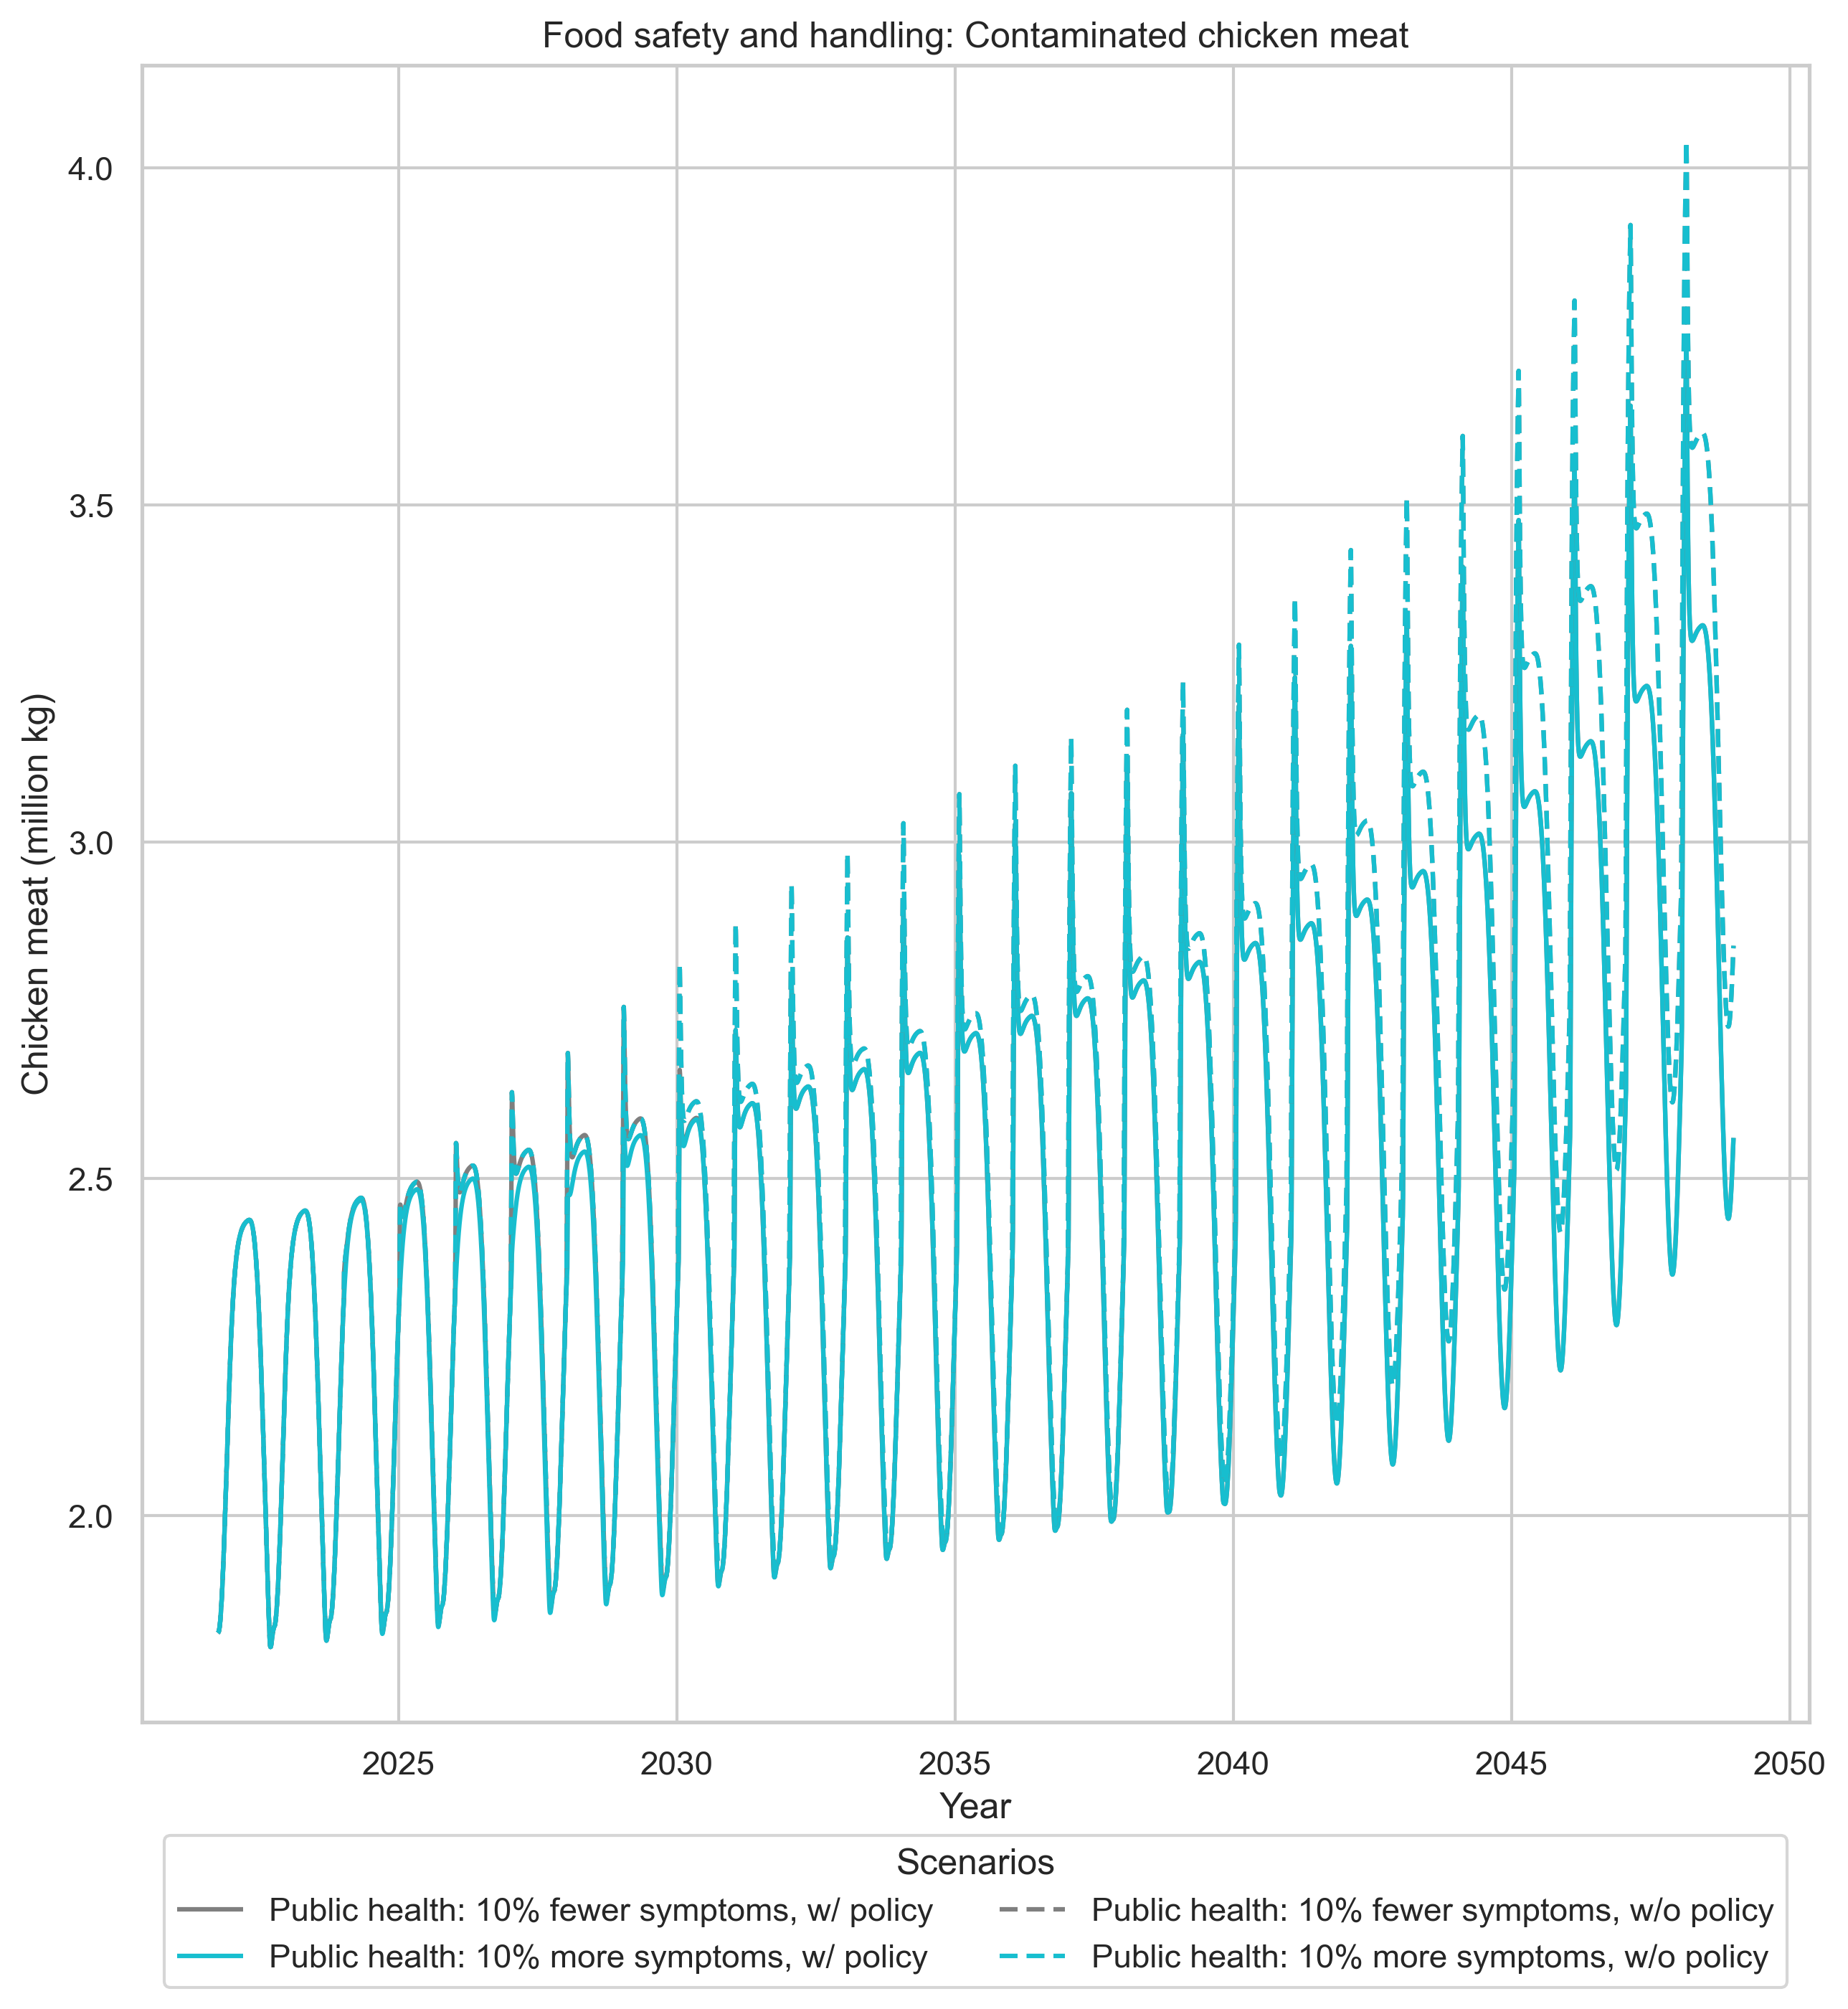 Food safety and handling: Contaminated chicken meat
4.0
3.5
3.0
2.5
2.0
Chicken meat (million kg)
2025 2030 2035 2040 2045 2050
Year
Scenarios
Public health: 10% fewer symptoms, w/ policy
Public health: 10% more symptoms, w/ policy
Public health: 10% fewer symptoms, w/o policy
Public health: 10% more symptoms, w/o policy